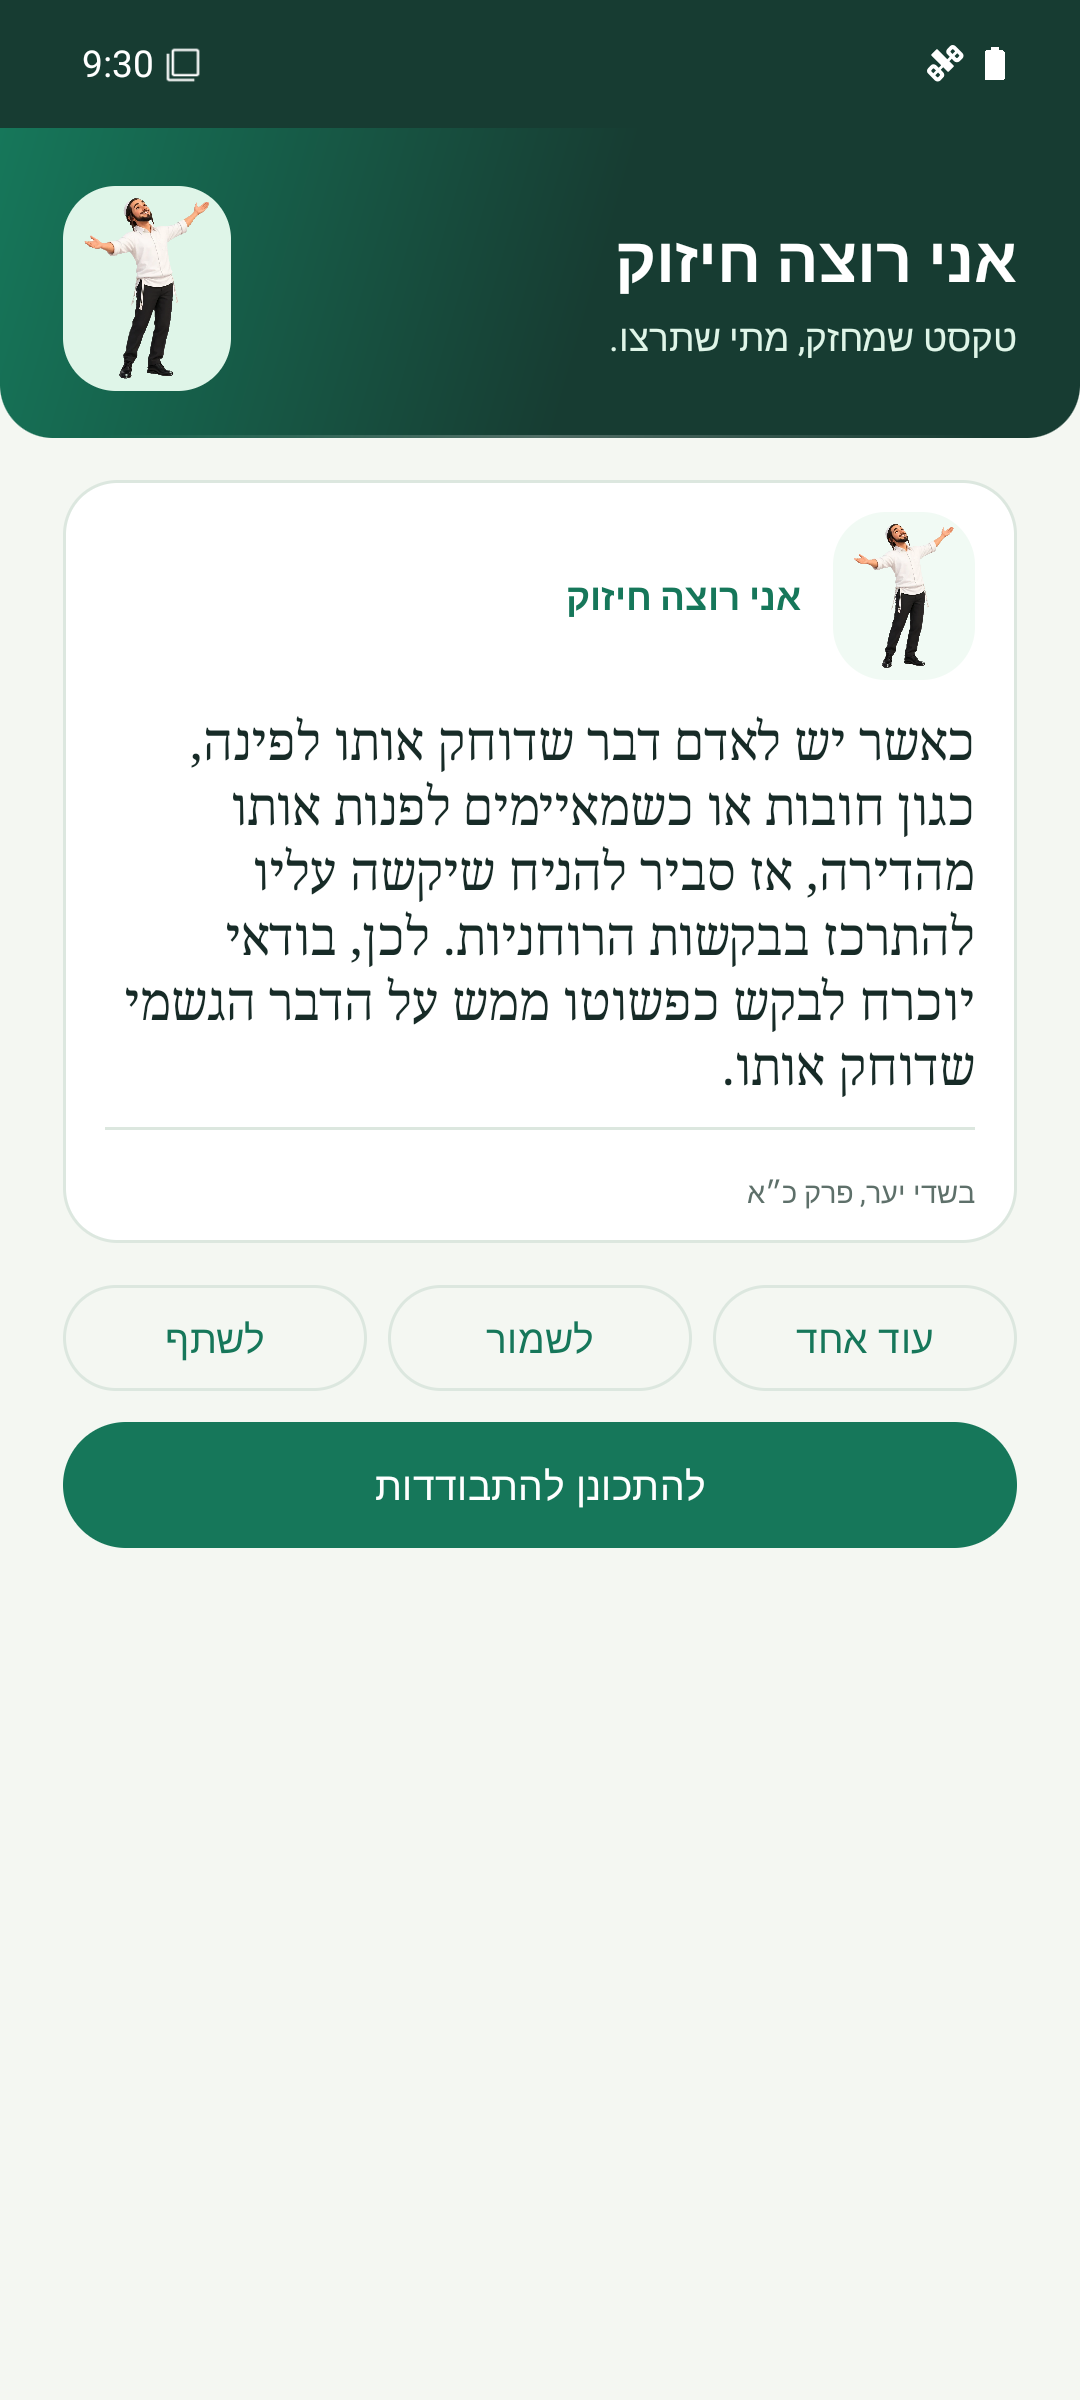 9:30
אני רוצה חיזוק
טקסט שמחזק, מתי שתרצו.
אני רוצה חיזוק
כאשר יש לאדם דבר שדוחק אותו לפינה,
כגון חובות או כשמאיימים לפנות אותו
מהדירה, אז סביר להניח שיקשה עליו
להתרכז בבקשות הרוחניות. לכן, בודאי
יוכרח לבקש כפשוטו ממש על הדבר הגשמי
שדוחק אותו.
בשדי יער, פרק כ״א
עוד אחד
לשמור
לשתף
להתכונן להתבודדות